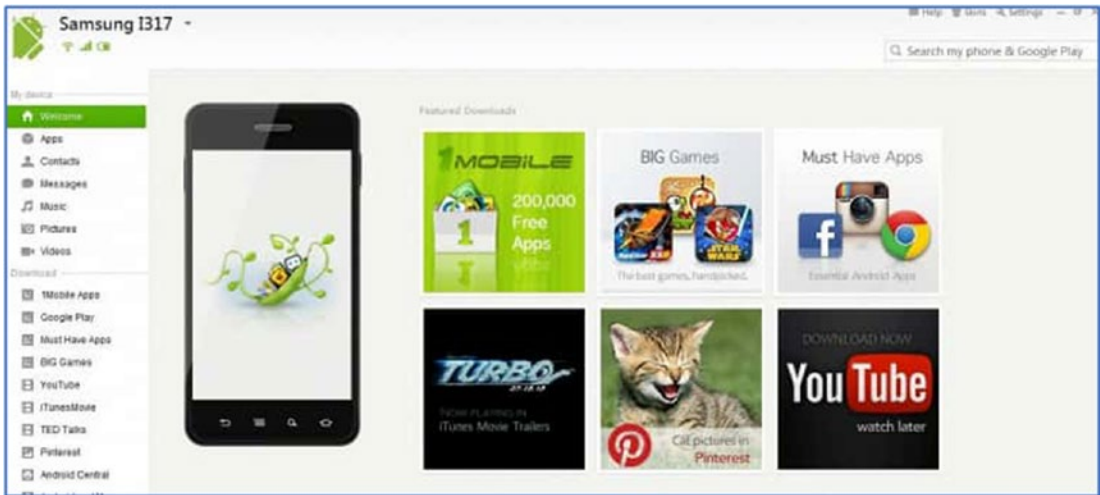 Samsung I317
Help Skins Settings
Search my phone & Google Play
My device
Welcome
Apps
Contacts
Messages
Music
Pictures
Videos
Download
1Mobile Apps
Google Play
Must Have Apps
BIG Games
YouTube
iTunesMovie
TED Talks
Pinterest
Android Central
Featured Downloads
1MOBILE
200,000
Free
Apps
1
BIG Games
STAR
WARS
The best games, handpicked.
Must Have Apps
f
Essential Android Apps
TURBO
NOW PLAYING IN
iTunes Movie Trailers
Cat pictures in
Pinterest
DOWNLOAD NOW
YouTube
watch later